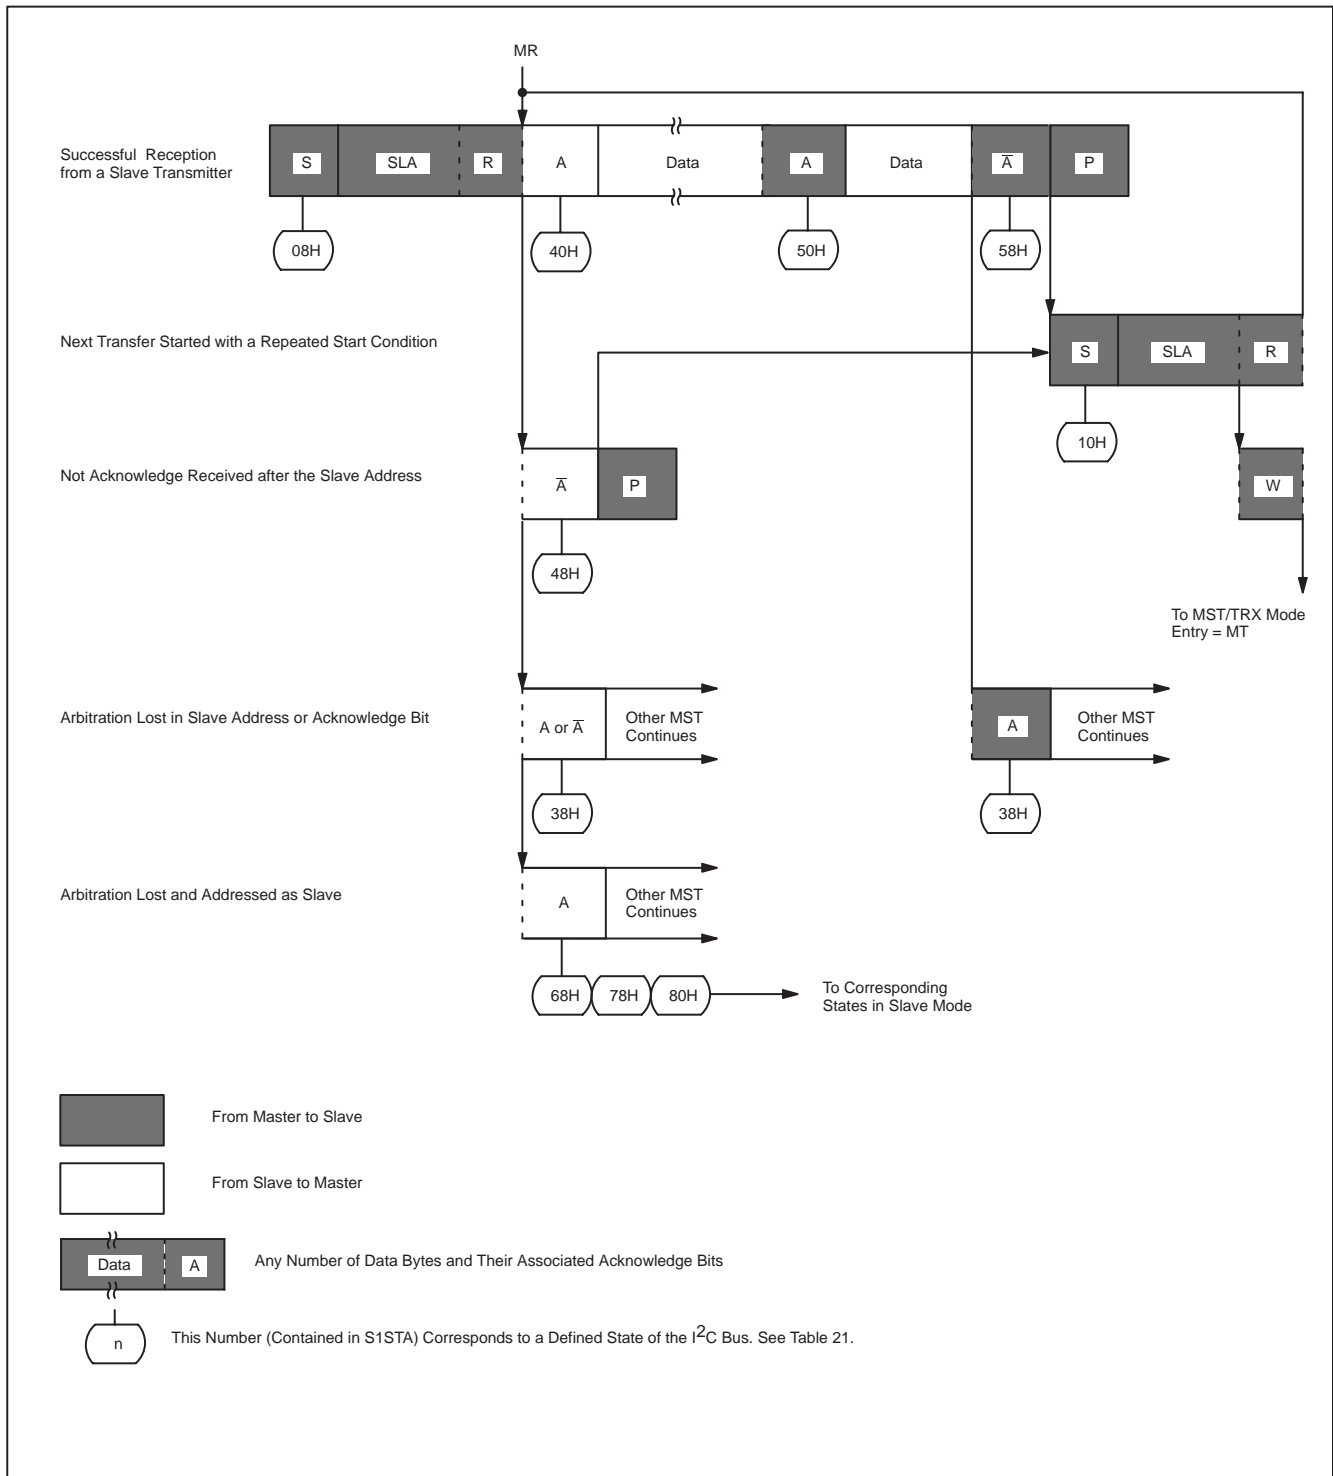 MR
Successful Reception
from a Slave Transmitter
S SLA R A Data A Data A̅ P
08H 40H 50H 58H
Next Transfer Started with a Repeated Start Condition
S SLA R
10H
Not Acknowledge Received after the Slave Address
A̅ P
W
48H
To MST/TRX Mode
Entry = MT
Arbitration Lost in Slave Address or Acknowledge Bit
A or A̅
Other MST
Continues
A
Other MST
Continues
38H 38H
Arbitration Lost and Addressed as Slave
A
Other MST
Continues
68H 78H 80H
To Corresponding
States in Slave Mode
From Master to Slave
From Slave to Master
Data A
Any Number of Data Bytes and Their Associated Acknowledge Bits
n
This Number (Contained in S1STA) Corresponds to a Defined State of the I²C Bus. See Table 21.